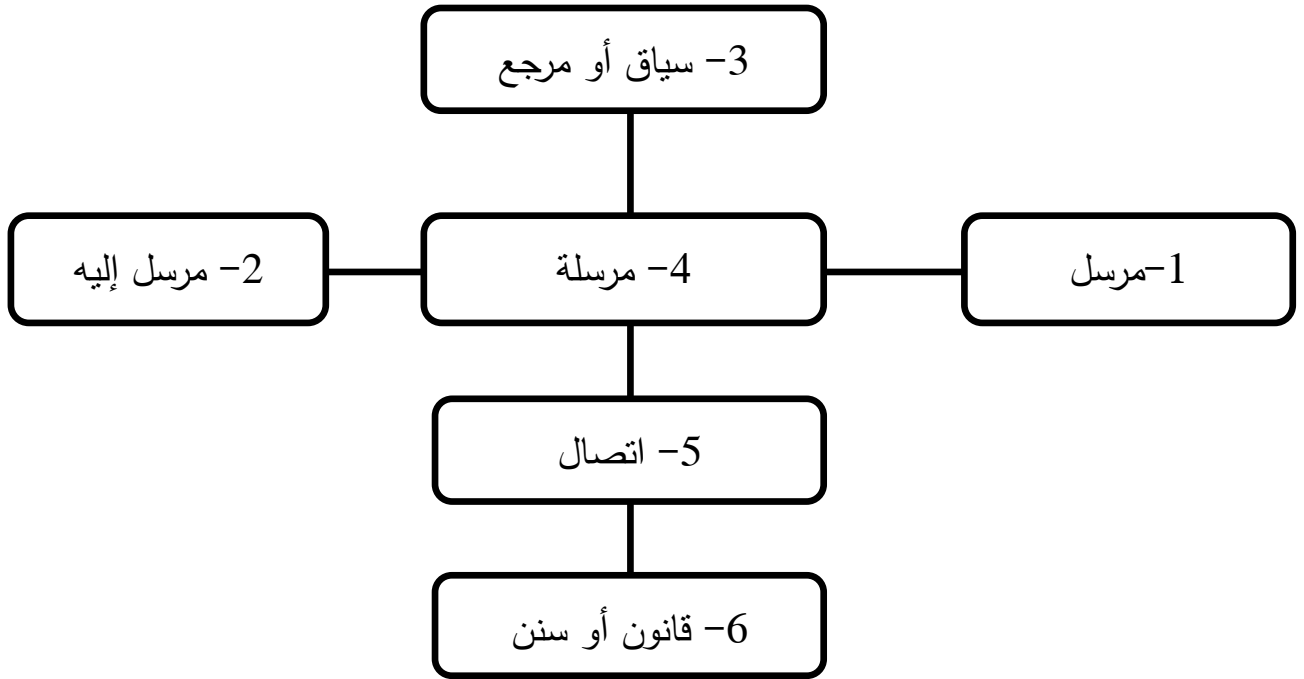 3- سياق أو مرجع
1-مرسل
4- مرسلة
2- مرسل إليه
5- اتصال
6- قانون أو سنن